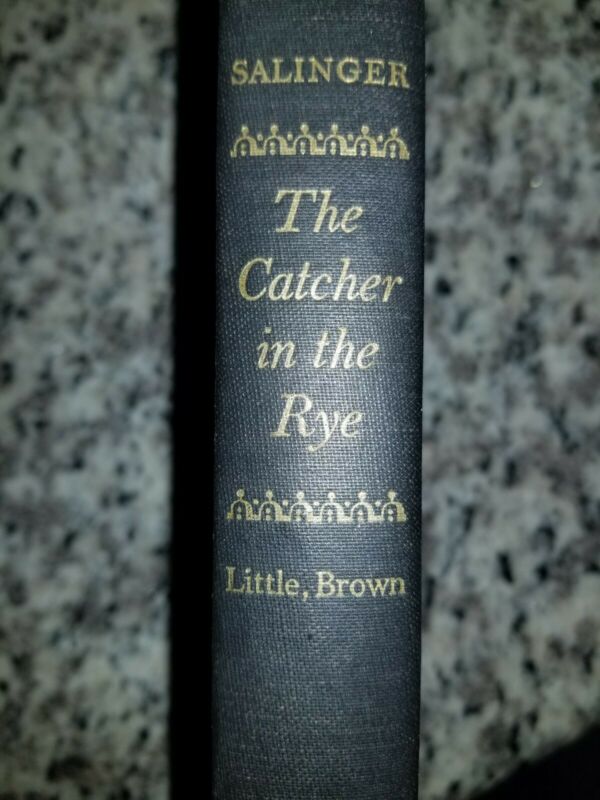 SALINGER
The
Catcher
in the
Rye
Little, Brown